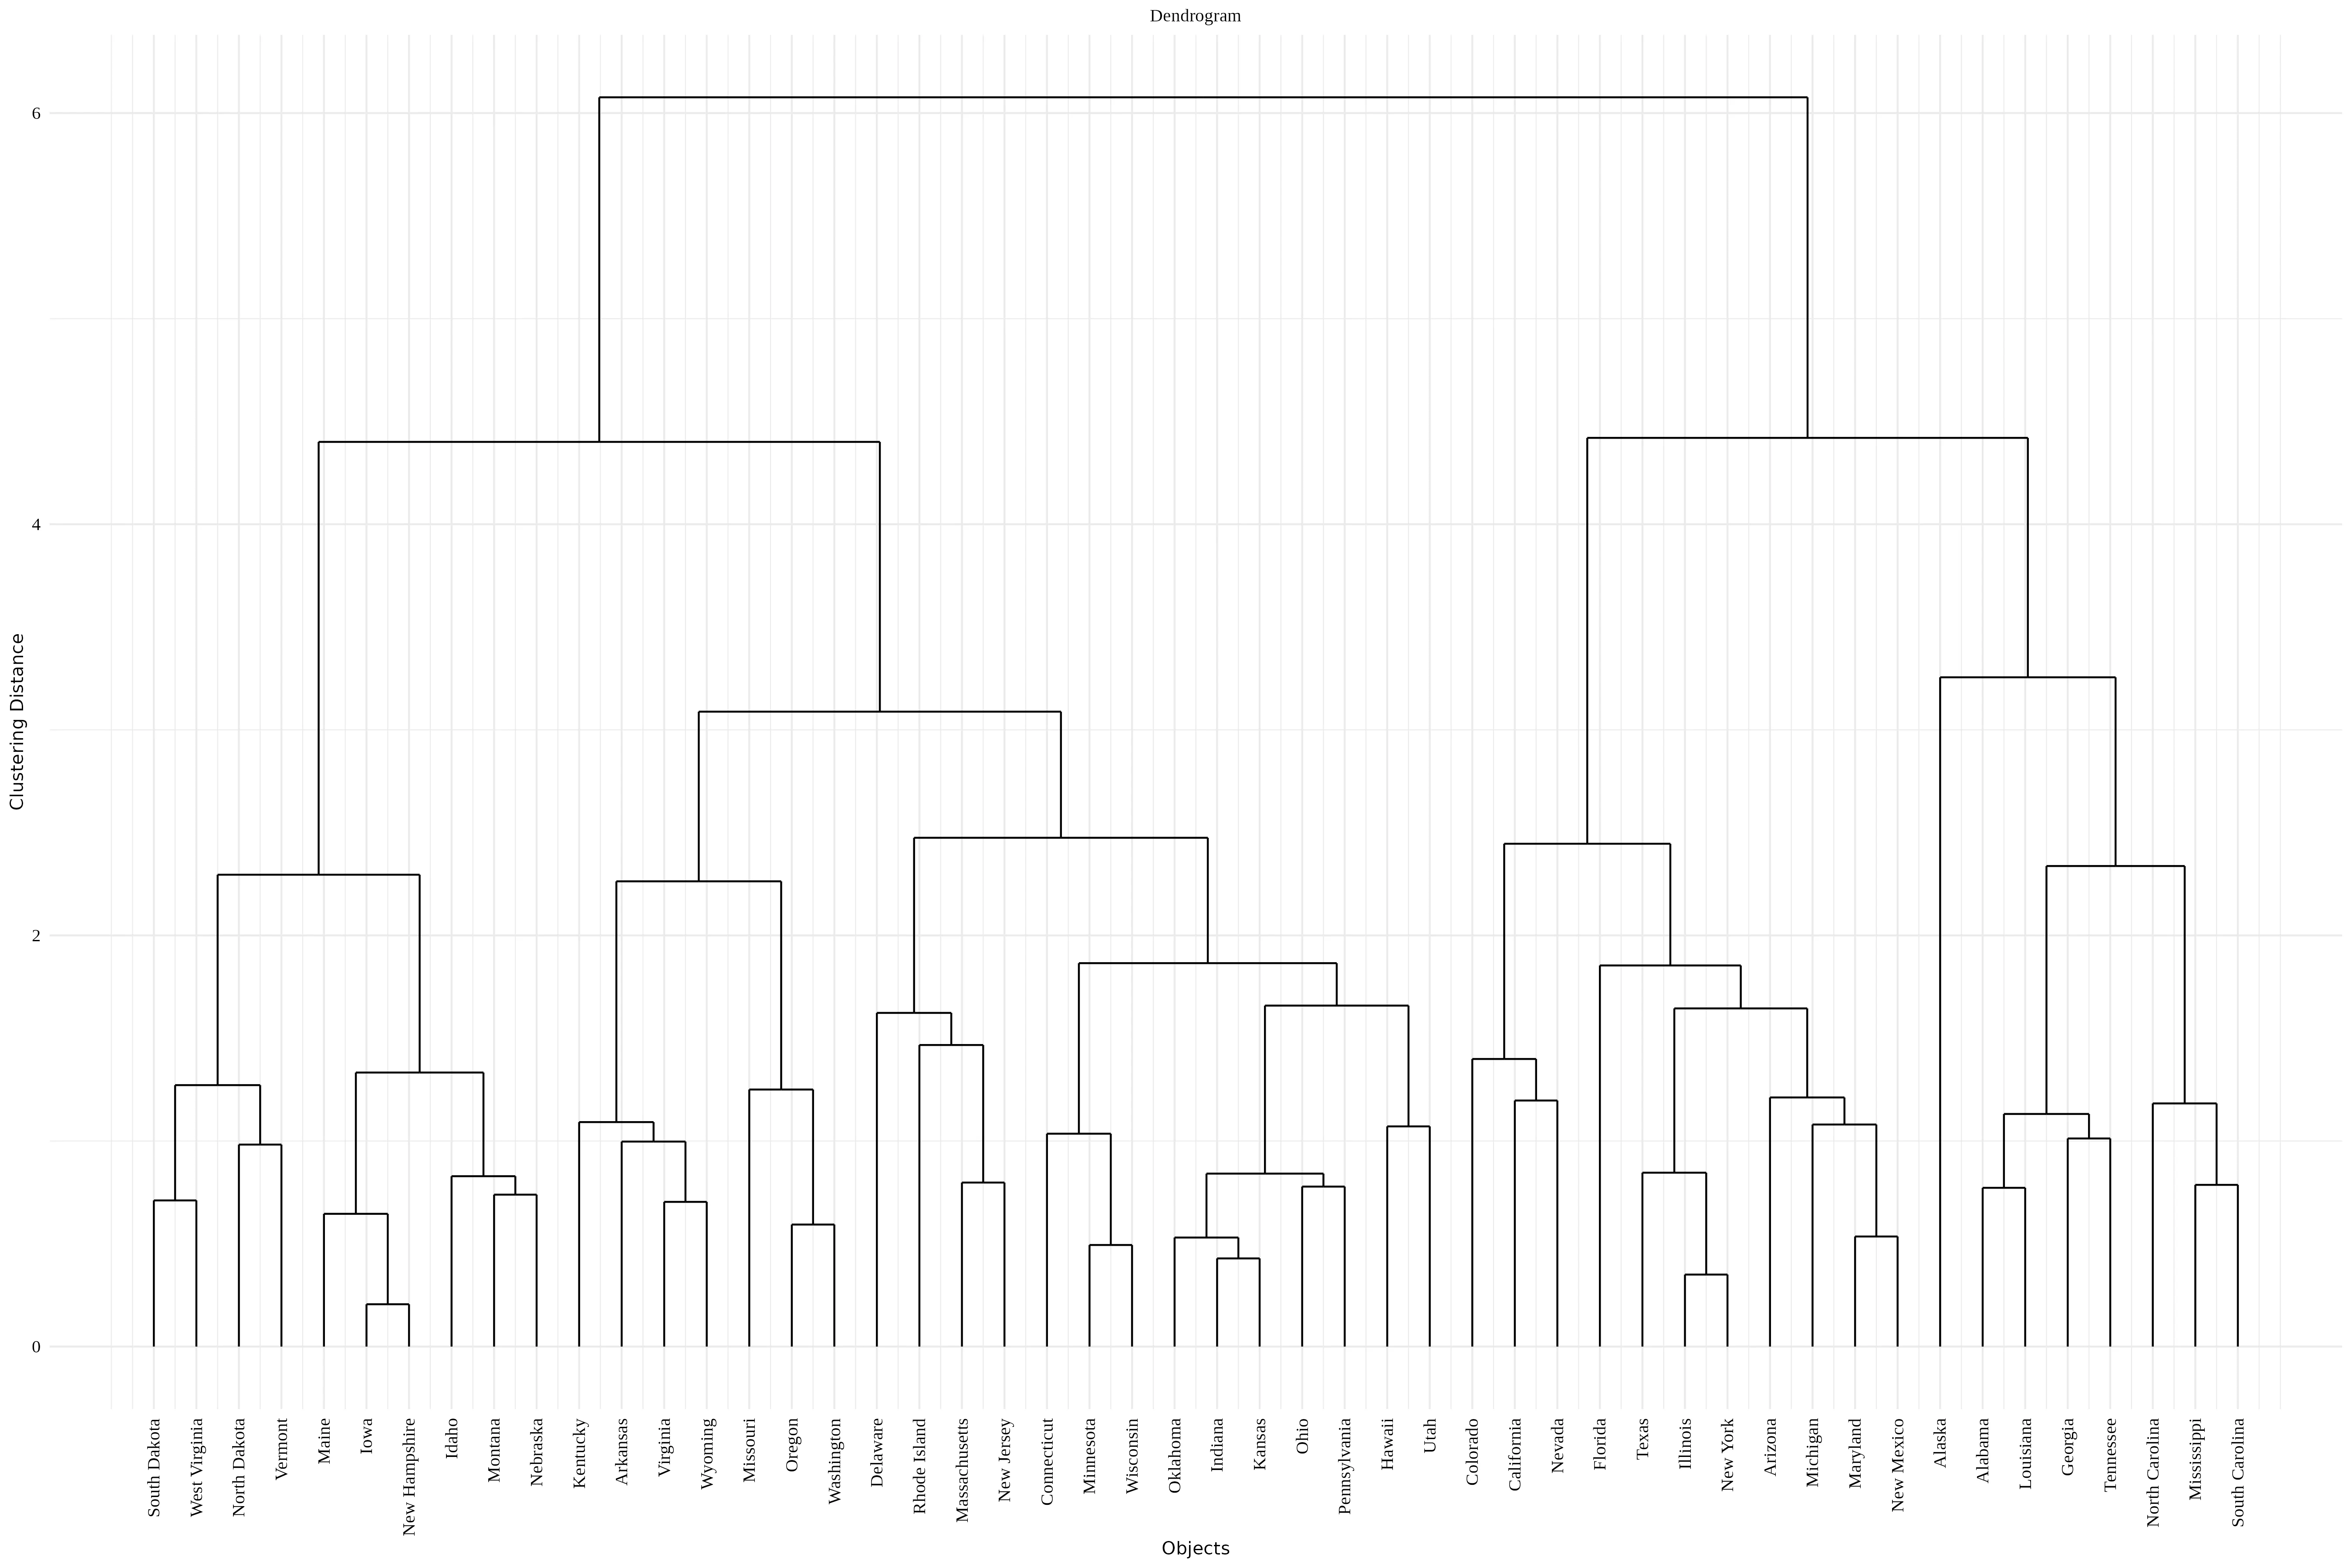 Dendrogram
6
4
2
0
Clustering Distance
South Dakota
West Virginia
North Dakota
Vermont
Maine
Iowa
New Hampshire
Idaho
Montana
Nebraska
Kentucky
Arkansas
Virginia
Wyoming
Missouri
Oregon
Washington
Delaware
Rhode Island
Massachusetts
New Jersey
Connecticut
Minnesota
Wisconsin
Oklahoma
Indiana
Kansas
Ohio
Pennsylvania
Hawaii
Utah
Colorado
California
Nevada
Florida
Texas
Illinois
New York
Arizona
Michigan
Maryland
New Mexico
Alaska
Alabama
Louisiana
Georgia
Tennessee
North Carolina
Mississippi
South Carolina
Objects